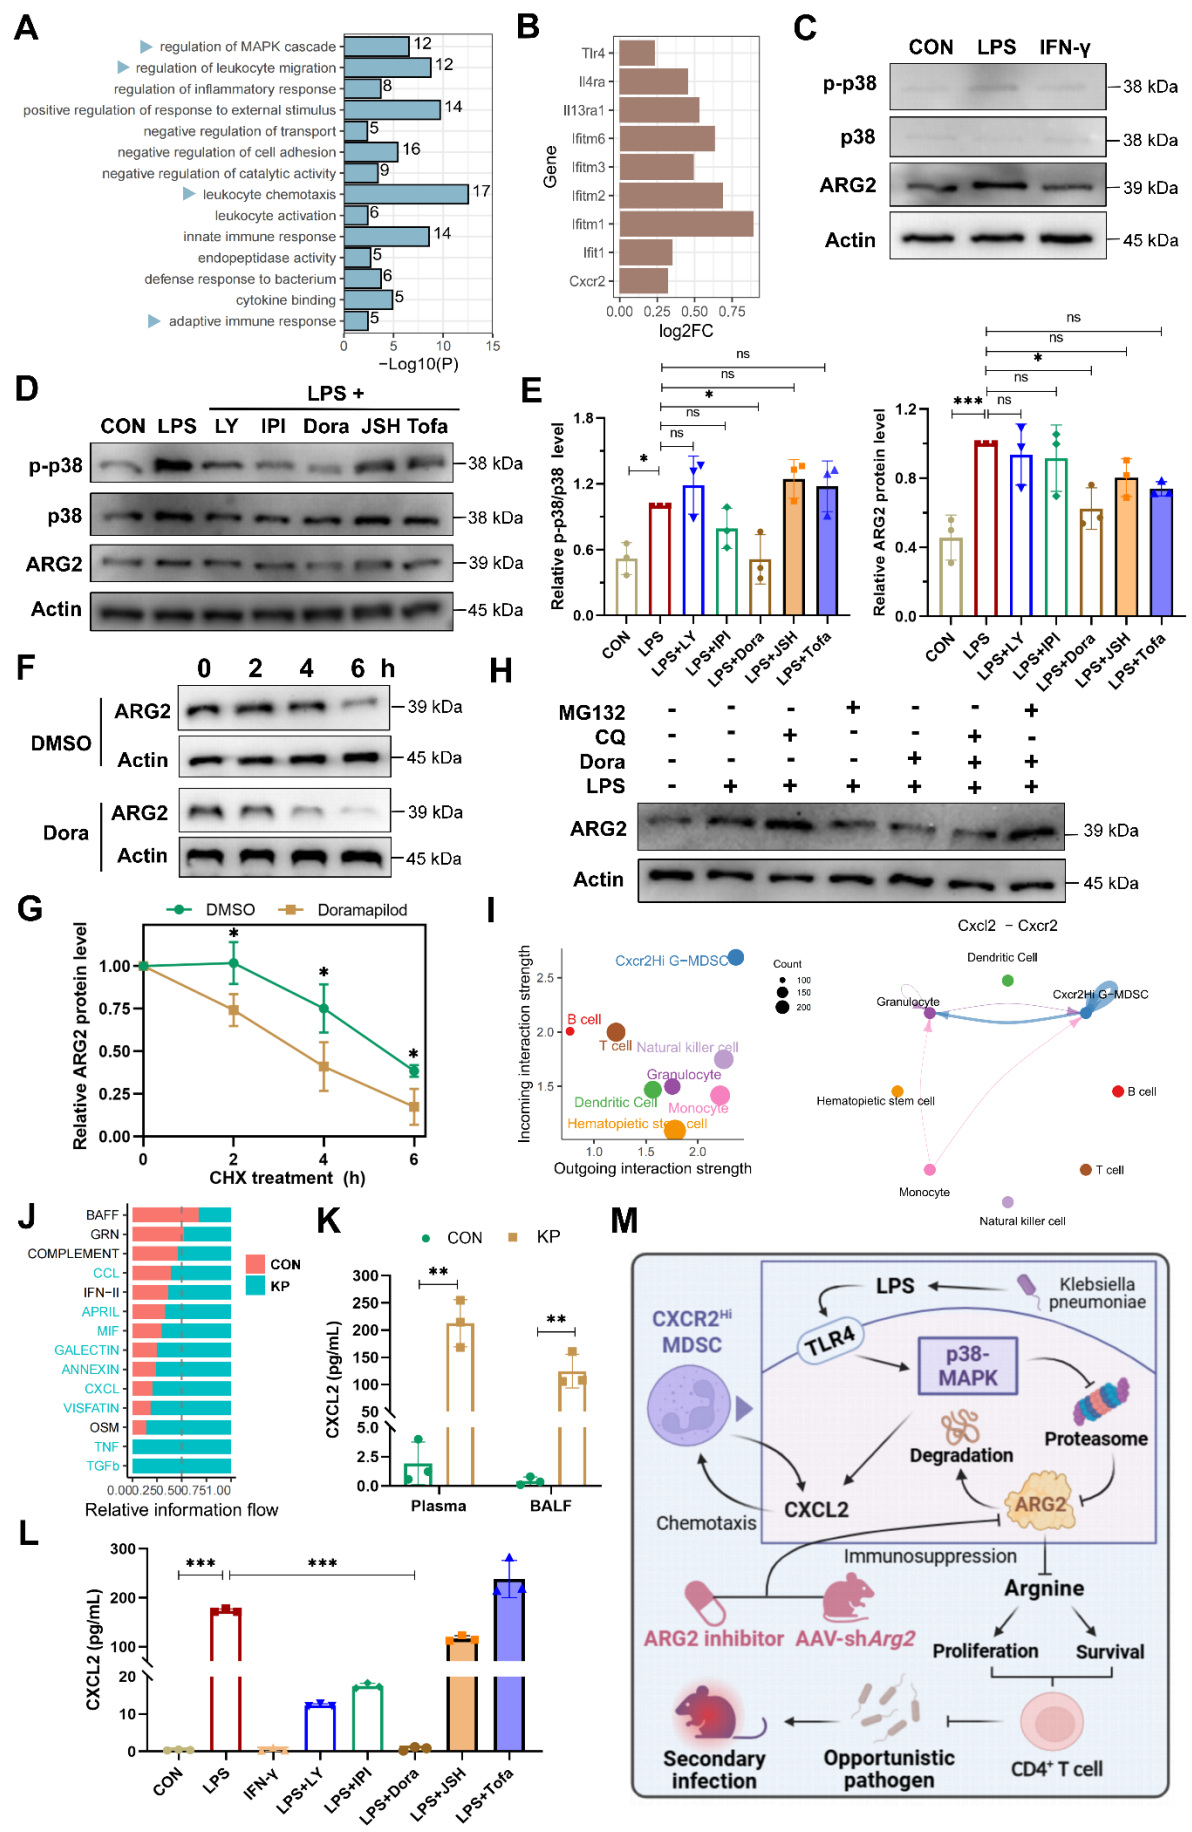 A
regulation of MAPK cascade 12
regulation of leukocyte migration 12
regulation of inflammatory response 8
positive regulation of response to external stimulus 14
negative regulation of transport 5
negative regulation of cell adhesion 16
negative regulation of catalytic activity 9
leukocyte chemotaxis 17
leukocyte activation 6
innate immune response 14
endopeptidase activity 5
defense response to bacterium 6
cytokine binding 5
adaptive immune response 5
0 5 10 15
−Log10(P)
B
Gene
Tlr4
Il4ra
Il13ra1
Ifitm6
Ifitm3
Ifitm2
Ifitm1
Ifit1
Cxcr2
0.00 0.25 0.50 0.75
log2FC
C
CON LPS IFN-γ
p-p38 38 kDa
p38 38 kDa
ARG2 39 kDa
Actin 45 kDa
D
LPS +
CON LPS LY IPI Dora JSH Tofa
p-p38 38 kDa
p38 38 kDa
ARG2 39 kDa
Actin 45 kDa
E
Relative p-p38/p38 level
1.8
1.2
0.6
0.0
ns
ns
*
ns
ns
*
CON LPS LPS+LY LPS+IPI LPS+Dora LPS+JSH LPS+Tofa
Relative ARG2 protein level
1.2
0.8
0.4
0.0
ns
ns
*
ns
*** ns
CON LPS LPS+LY LPS+IPI LPS+Dora LPS+JSH LPS+Tofa
F
0 2 4 6 h
DMSO
ARG2 39 kDa
Actin 45 kDa
Dora
ARG2 39 kDa
Actin 45 kDa
H
MG132 - - - + - - +
CQ - - + - - + -
Dora - - - - + + +
LPS - + + + + + +
ARG2 39 kDa
Actin 45 kDa
G
DMSO Doramapilod
Relative ARG2 protein level
1.00
0.75
0.50
0.25
0.00
* * *
0 2 4 6
CHX treatment (h)
I
Incoming interaction strength
2.5
2.0
1.5
Cxcr2Hi G−MDSC
B cell
T cell
Natural killer cell
Granulocyte
Dendritic Cell
Monocyte
Hematopietic stem cell
1.0 1.5 2.0
Outgoing interaction strength
Count
100
150
200
Cxcl2 − Cxcr2
Dendritic Cell
Granulocyte
Cxcr2Hi G−MDSC
Hematopietic stem cell
B cell
Monocyte
T cell
Natural killer cell
J
BAFF
GRN
COMPLEMENT
CCL
IFN−II
APRIL
MIF
GALECTIN
ANNEXIN
CXCL
VISFATIN
OSM
TNF
TGFb
0.00 0.25 0.50 0.75 1.00
Relative information flow
CON
KP
K
CON KP
CXCL2 (pg/mL)
300
250
200
150
100
50
5.0
2.5
0.0
**
**
Plasma BALF
L
CXCL2 (pg/mL)
300
200
100
20
10
0
*** ***
CON LPS IFN-γ LPS+LY LPS+IPI LPS+Dora LPS+JSH LPS+Tofa
M
LPS
Klebsiella
pneumoniae
TLR4
CXCR2Hi
MDSC
p38-
MAPK
Degradation
Proteasome
CXCL2
ARG2
Chemotaxis
Immunosuppression
Argnine
ARG2 inhibitor AAV-shArg2
Proliferation Survival
Secondary
infection
Opportunistic
pathogen
CD4+ T cell